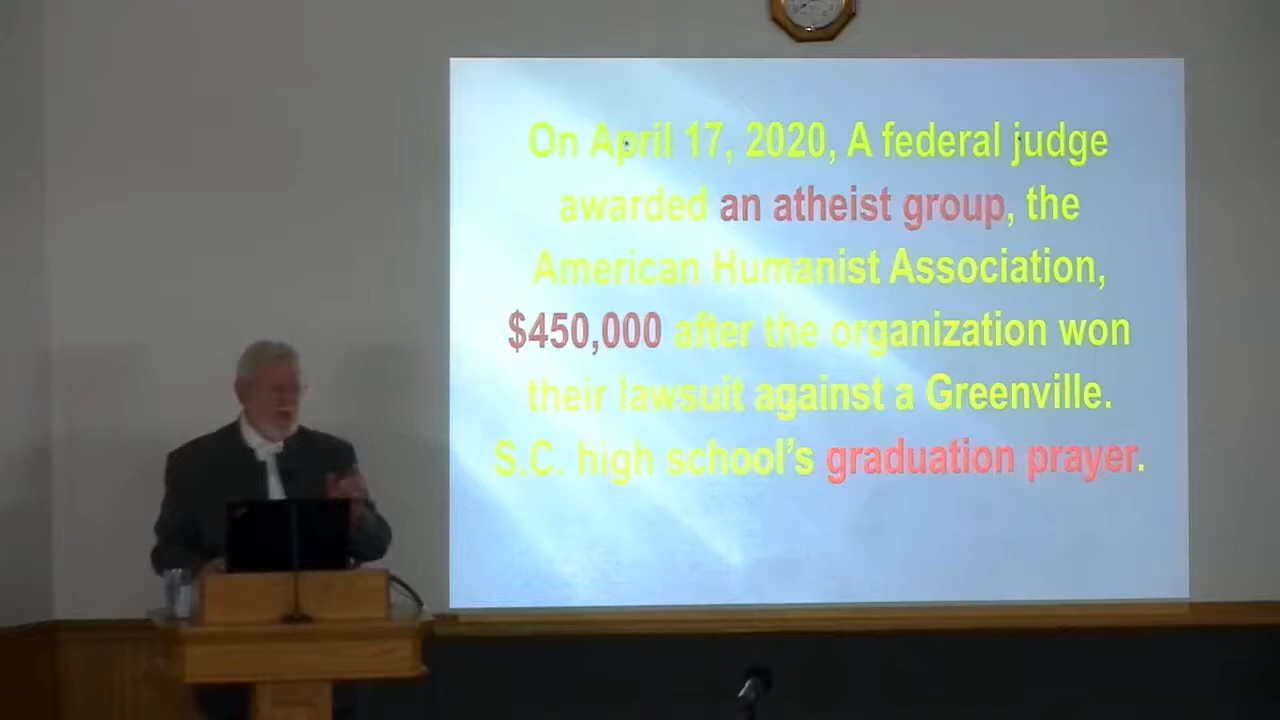 On April 17, 2020, A federal judge
awarded an atheist group, the
American Humanist Association,
$450,000 after the organization won
their lawsuit against a Greenville.
S.C. high school's graduation prayer.